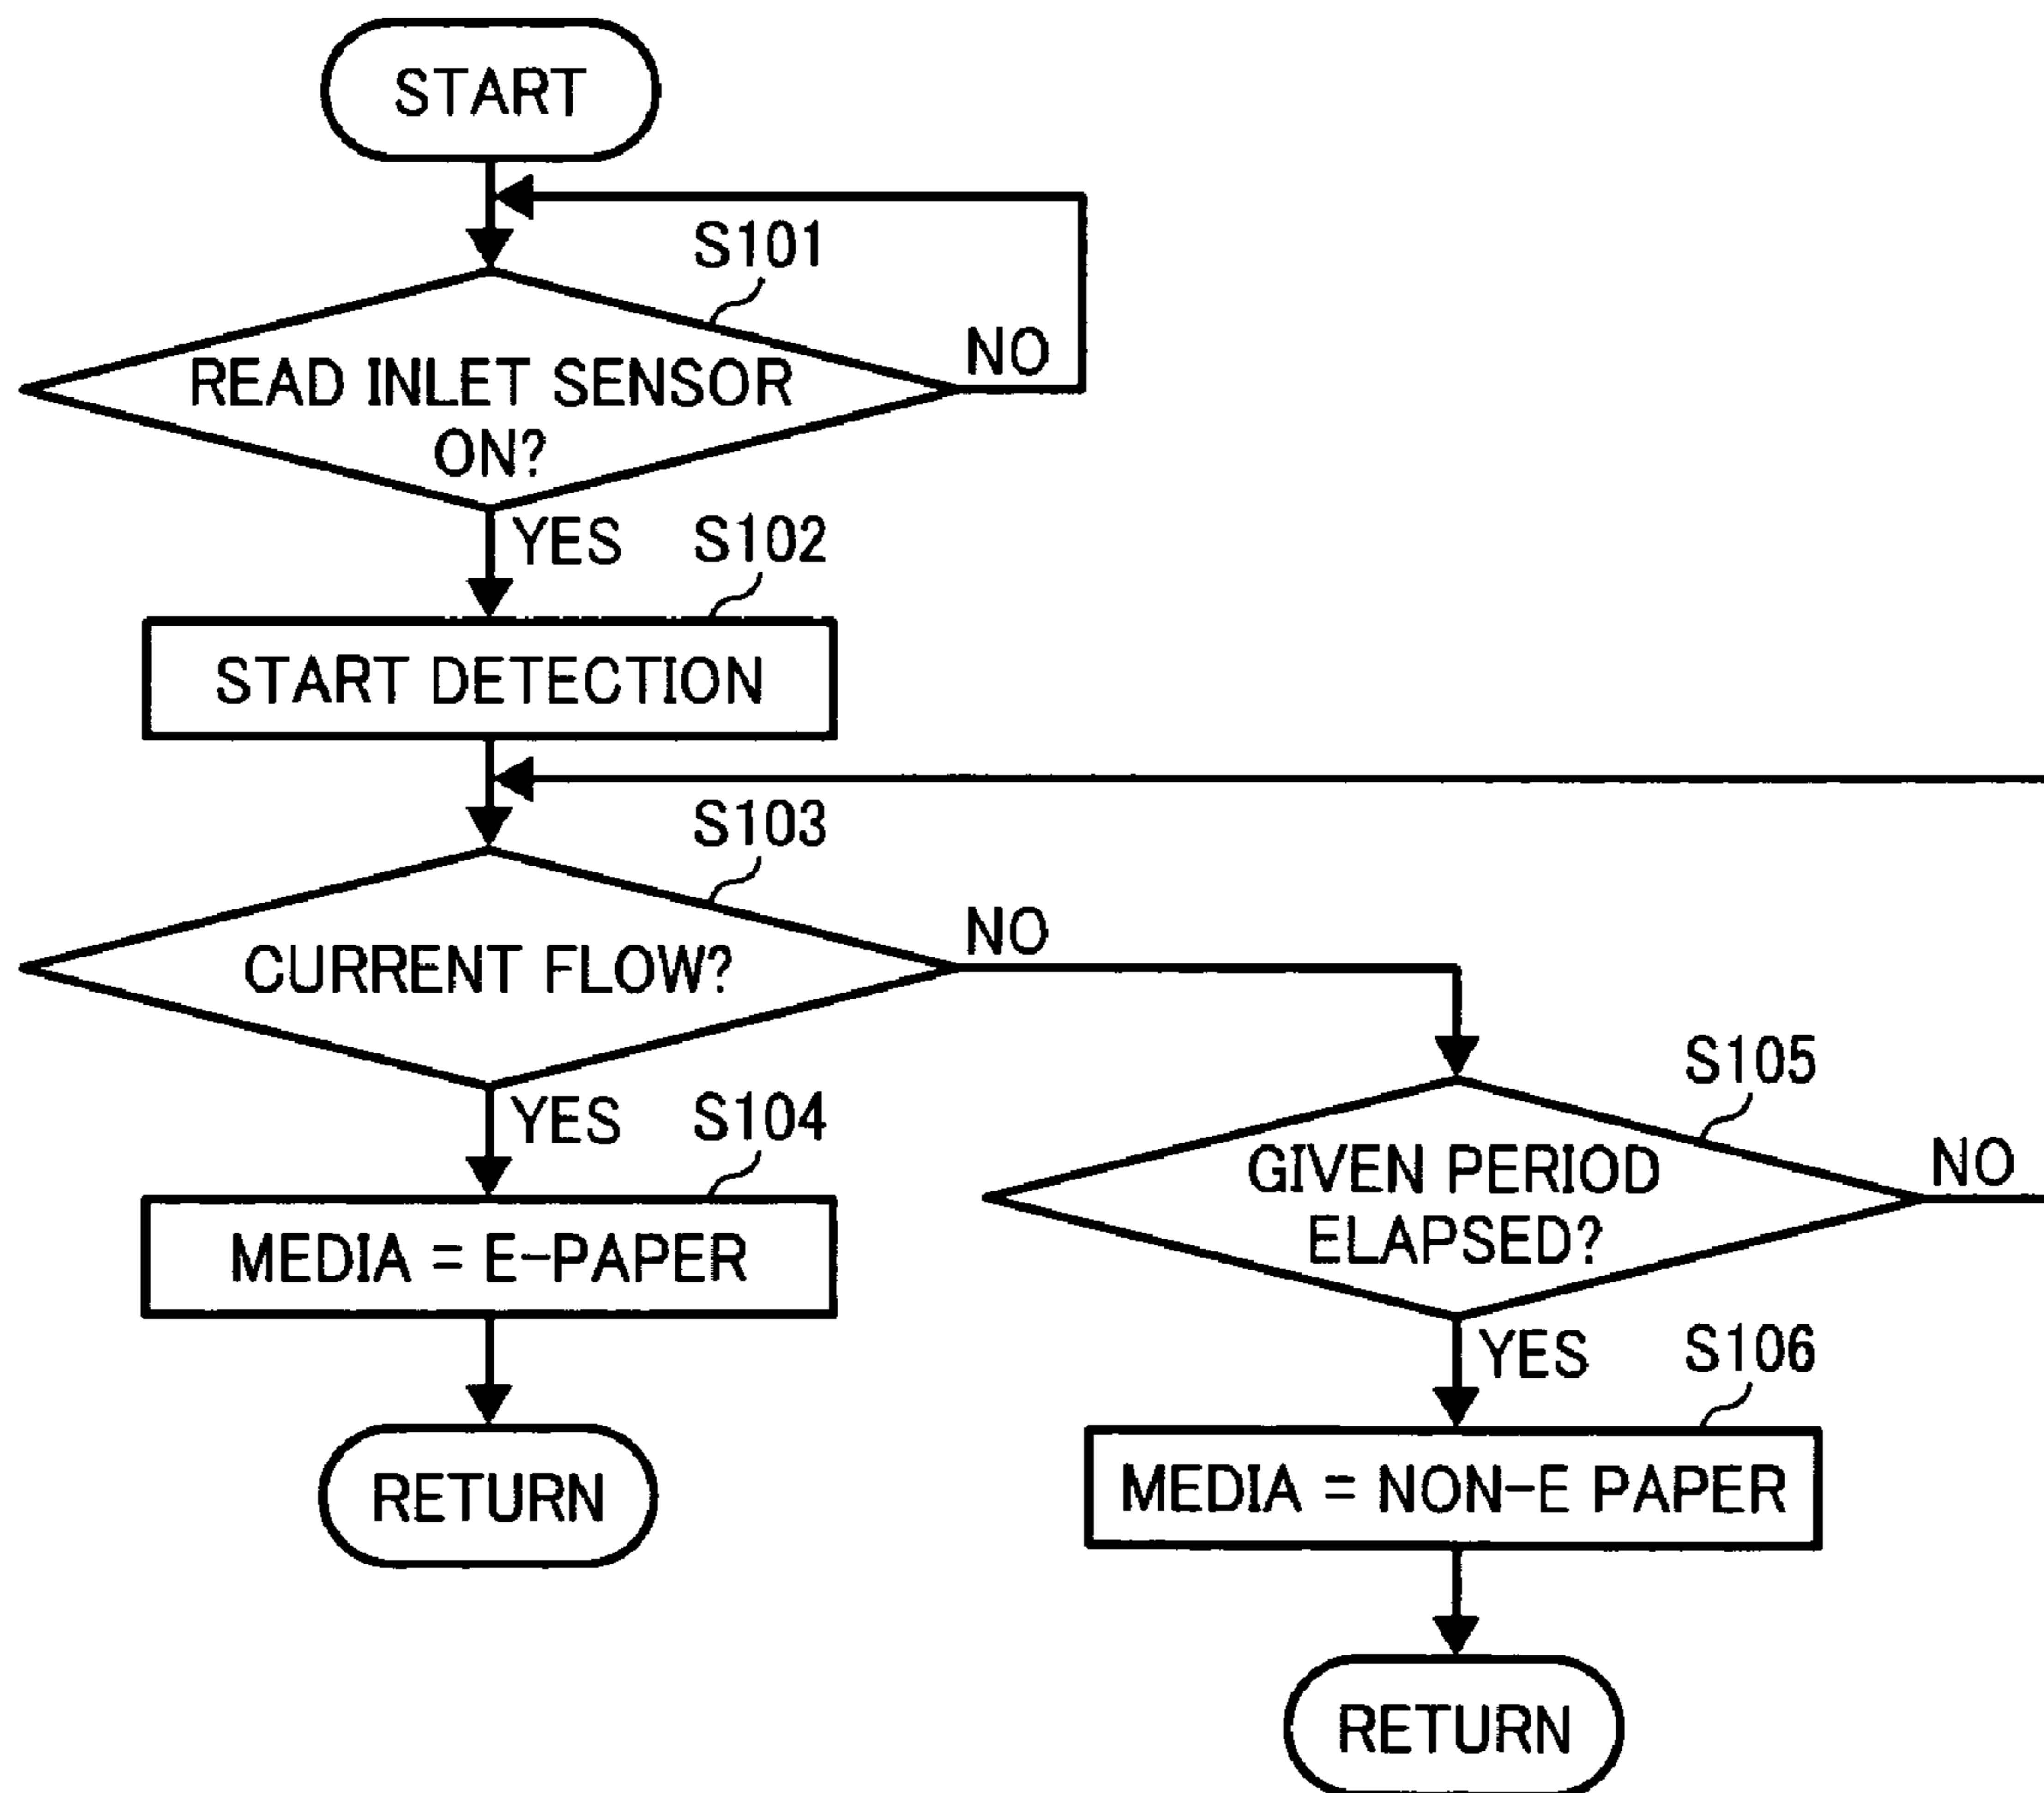 START
S101
READ INLET SENSOR
ON?
NO
YES
S102
START DETECTION
S103
CURRENT FLOW?
NO
YES
S104
MEDIA = E-PAPER
RETURN
S105
GIVEN PERIOD
ELAPSED?
NO
YES
S106
MEDIA = NON-E PAPER
RETURN